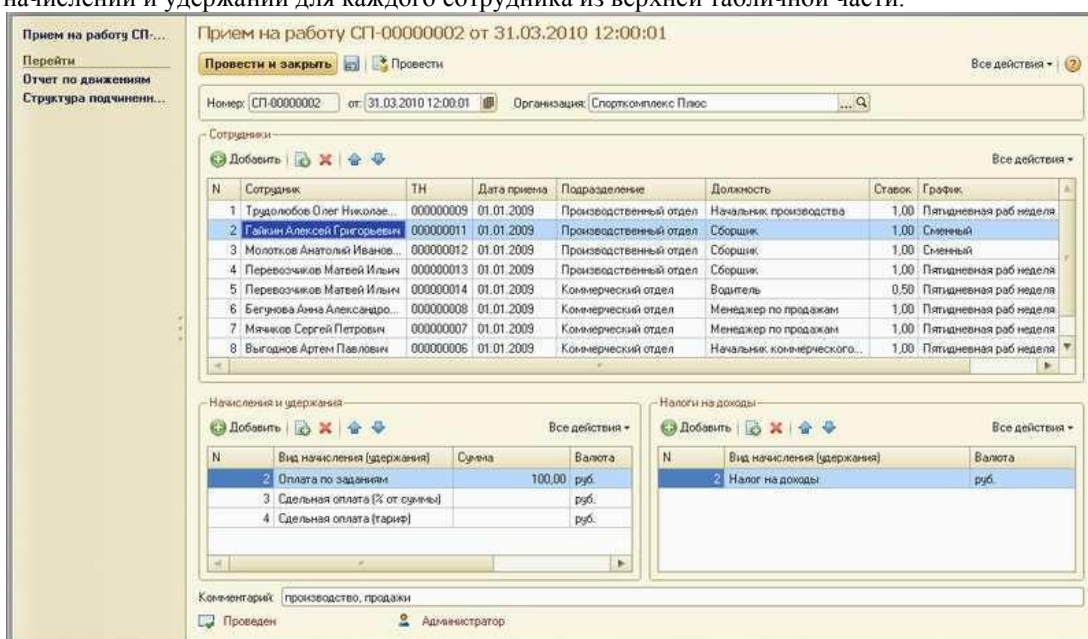 начислений и удержаний для каждого сотрудника из верхней табличной части.
Прием на работу СП-...
Перейти
Отчет по движениям
Структура подчиненн...
Прием на работу СП-00000002 от 31.03.2010 12:00:01
Провести и закрыть Провести Все действия
Номер: СП-00000002 от: 31.03.2010 12:00:01 Организация: Спорткомплекс Плюс ...
Сотрудники
Добавить Все действия
N Сотрудник ТН Дата приема Подразделение Должность Ставок График
1 Трудолюбов Олег Николае... 000000009 01.01.2009 Производственный отдел Начальник производства 1,00 Пятидневная раб неделя
2 Гайкин Алексей Григорьевич 000000011 01.01.2009 Производственный отдел Сборщик 1,00 Сменный
3 Молотков Анатолий Иванов... 000000012 01.01.2009 Производственный отдел Сборщик 1,00 Сменный
4 Перевозчиков Матвей Ильич 000000013 01.01.2009 Производственный отдел Сборщик 1,00 Пятидневная раб неделя
5 Перевозчиков Матвей Ильич 000000014 01.01.2009 Коммерческий отдел Водитель 0,50 Пятидневная раб неделя
6 Бегунова Анна Александро... 000000008 01.01.2009 Коммерческий отдел Менеджер по продажам 1,00 Пятидневная раб неделя
7 Мячиков Сергей Петрович 000000007 01.01.2009 Коммерческий отдел Менеджер по продажам 1,00 Пятидневная раб неделя
8 Выгоднов Артем Павлович 000000006 01.01.2009 Коммерческий отдел Начальник коммерческого... 1,00 Пятидневная раб неделя
Начисления и удержания
Добавить Все действия
N Вид начисления (удержания) Сумма Валюта
2 Оплата по заданиям 100,00 руб.
3 Сдельная оплата (% от суммы) руб.
4 Сдельная оплата (тариф) руб.
Налоги на доходы
Добавить Все действия
N Вид начисления (удержания) Валюта
2 Налог на доходы руб.
Комментарий: производство, продажи
Проведен Администратор